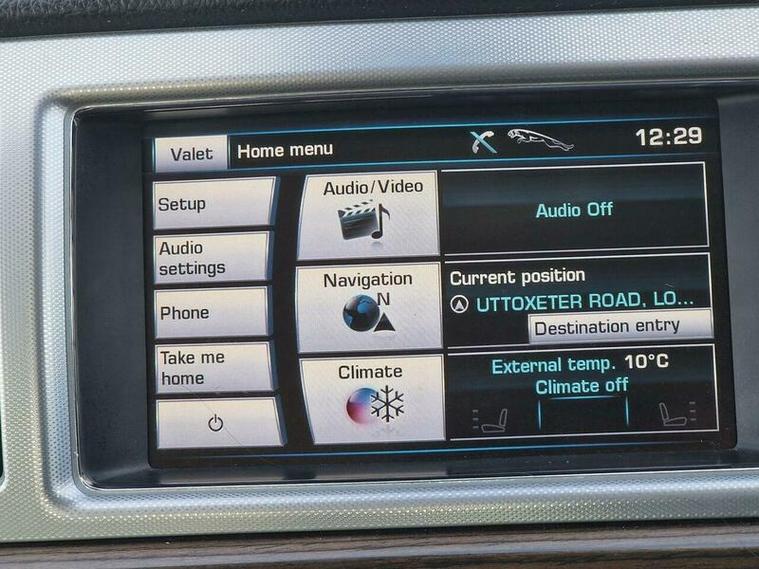 Valet
Home menu
12:29
Setup
Audio
settings
Phone
Take me
home
Audio/Video
Audio Off
Navigation
N
Current position
UTTOXETER ROAD, LO...
Destination entry
Climate
External temp. 10°C
Climate off